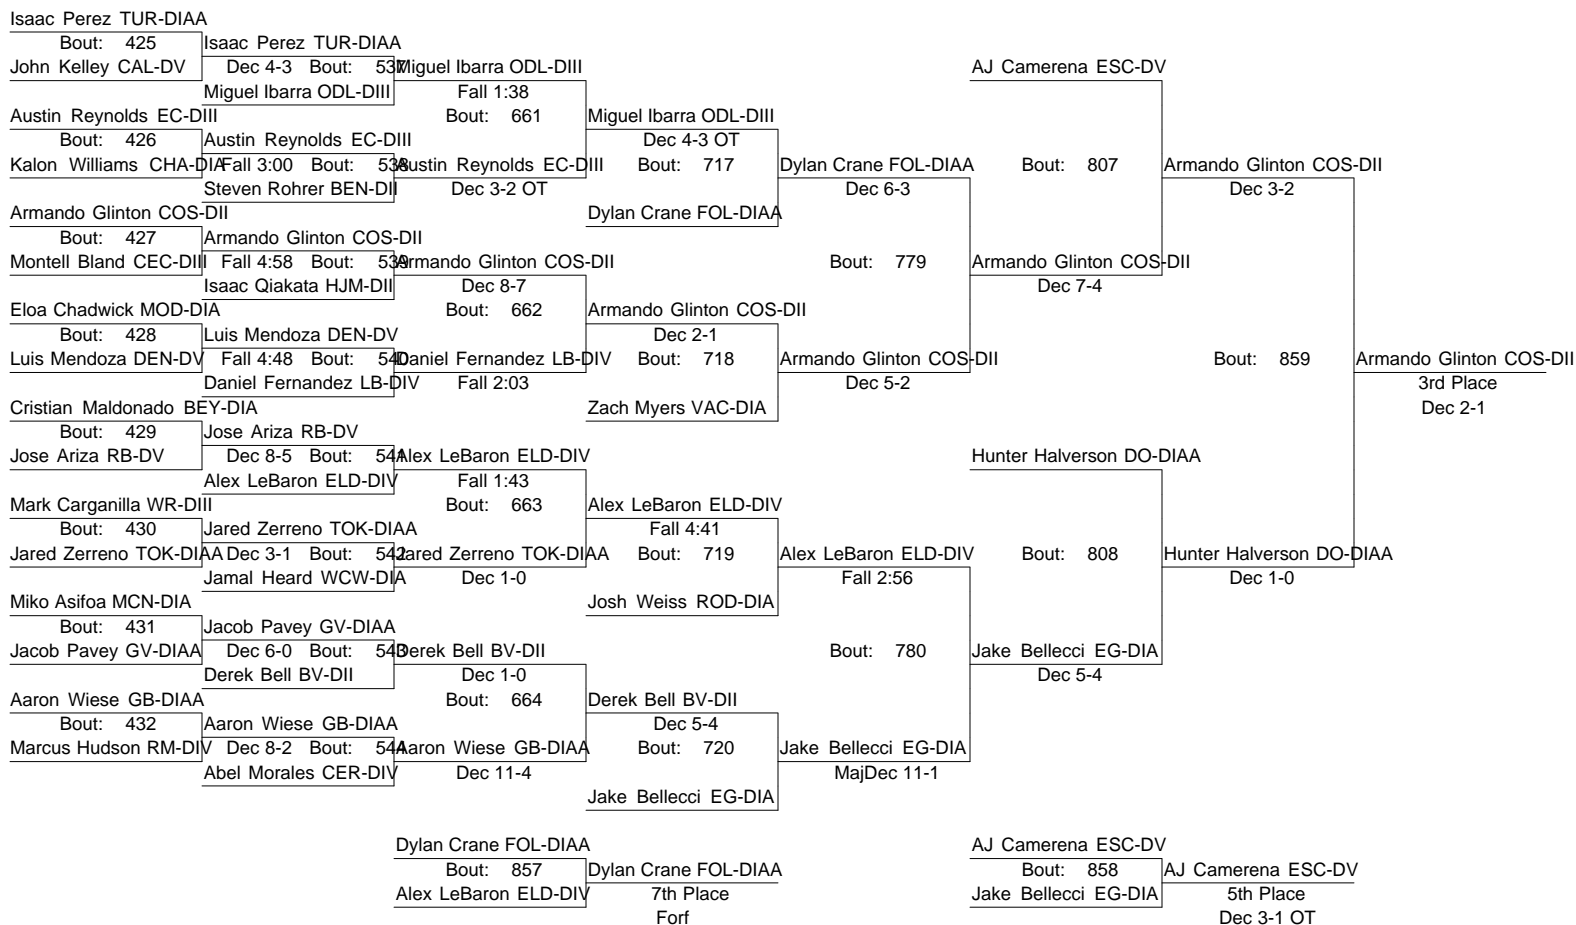 Isaac Perez TUR-DIAA
Bout: 425
John Kelley CAL-DV
Austin Reynolds EC-DIII
Bout: 426
Kalon Williams CHA-DIA
Armando Glinton COS-DII
Bout: 427
Montell Bland CEC-DIII
Eloa Chadwick MOD-DIA
Bout: 428
Luis Mendoza DEN-DV
Cristian Maldonado BEY-DIA
Bout: 429
Jose Ariza RB-DV
Mark Carganilla WR-DIII
Bout: 430
Jared Zerreno TOK-DIAA
Miko Asifoa MCN-DIA
Bout: 431
Jacob Pavey GV-DIAA
Aaron Wiese GB-DIAA
Bout: 432
Marcus Hudson RM-DIV
Isaac Perez TUR-DIAA
Dec 4-3 Bout: 537
Miguel Ibarra ODL-DIII
Austin Reynolds EC-DIII
Fall 3:00 Bout: 538
Steven Rohrer BEN-DII
Armando Glinton COS-DII
Fall 4:58 Bout: 539
Isaac Qiakata HJM-DII
Luis Mendoza DEN-DV
Fall 4:48 Bout: 540
Daniel Fernandez LB-DIV
Jose Ariza RB-DV
Dec 8-5 Bout: 541
Alex LeBaron ELD-DIV
Jared Zerreno TOK-DIAA
Dec 3-1 Bout: 542
Jamal Heard WCW-DIA
Jacob Pavey GV-DIAA
Dec 6-0 Bout: 543
Derek Bell BV-DII
Aaron Wiese GB-DIAA
Dec 8-2 Bout: 544
Abel Morales CER-DIV
Miguel Ibarra ODL-DIII
Fall 1:38
Bout: 661
Austin Reynolds EC-DIII
Dec 3-2 OT
Armando Glinton COS-DII
Dec 8-7
Bout: 662
Daniel Fernandez LB-DIV
Fall 2:03
Alex LeBaron ELD-DIV
Fall 1:43
Bout: 663
Jared Zerreno TOK-DIAA
Dec 1-0
Derek Bell BV-DII
Dec 1-0
Bout: 664
Aaron Wiese GB-DIAA
Dec 11-4
Miguel Ibarra ODL-DIII
Dec 4-3 OT
Bout: 717
Dylan Crane FOL-DIAA
Armando Glinton COS-DII
Dec 2-1
Bout: 718
Zach Myers VAC-DIA
Alex LeBaron ELD-DIV
Fall 4:41
Bout: 719
Josh Weiss ROD-DIA
Derek Bell BV-DII
Dec 5-4
Bout: 720
Jake Bellecci EG-DIA
Dylan Crane FOL-DIAA
Dec 6-3
Bout: 779
Armando Glinton COS-DII
Dec 5-2
Alex LeBaron ELD-DIV
Fall 2:56
Bout: 780
Jake Bellecci EG-DIA
MajDec 11-1
AJ Camerena ESC-DV
Bout: 807
Armando Glinton COS-DII
Dec 7-4
Hunter Halverson DO-DIAA
Bout: 808
Jake Bellecci EG-DIA
Dec 5-4
Armando Glinton COS-DII
Dec 3-2
Bout: 859
Hunter Halverson DO-DIAA
Dec 1-0
Armando Glinton COS-DII
3rd Place
Dec 2-1
Dylan Crane FOL-DIAA
Bout: 857
Alex LeBaron ELD-DIV
Dylan Crane FOL-DIAA
7th Place
Forf
AJ Camerena ESC-DV
Bout: 858
Jake Bellecci EG-DIA
AJ Camerena ESC-DV
5th Place
Dec 3-1 OT